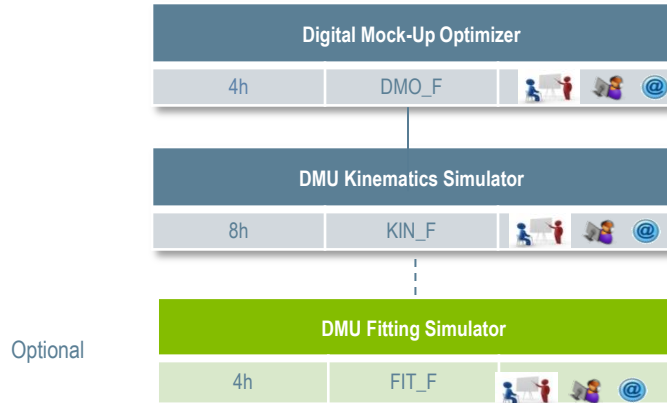 Digital Mock-Up Optimizer
4h DMO_F @
DMU Kinematics Simulator
8h KIN_F @
DMU Fitting Simulator
Optional
4h FIT_F @